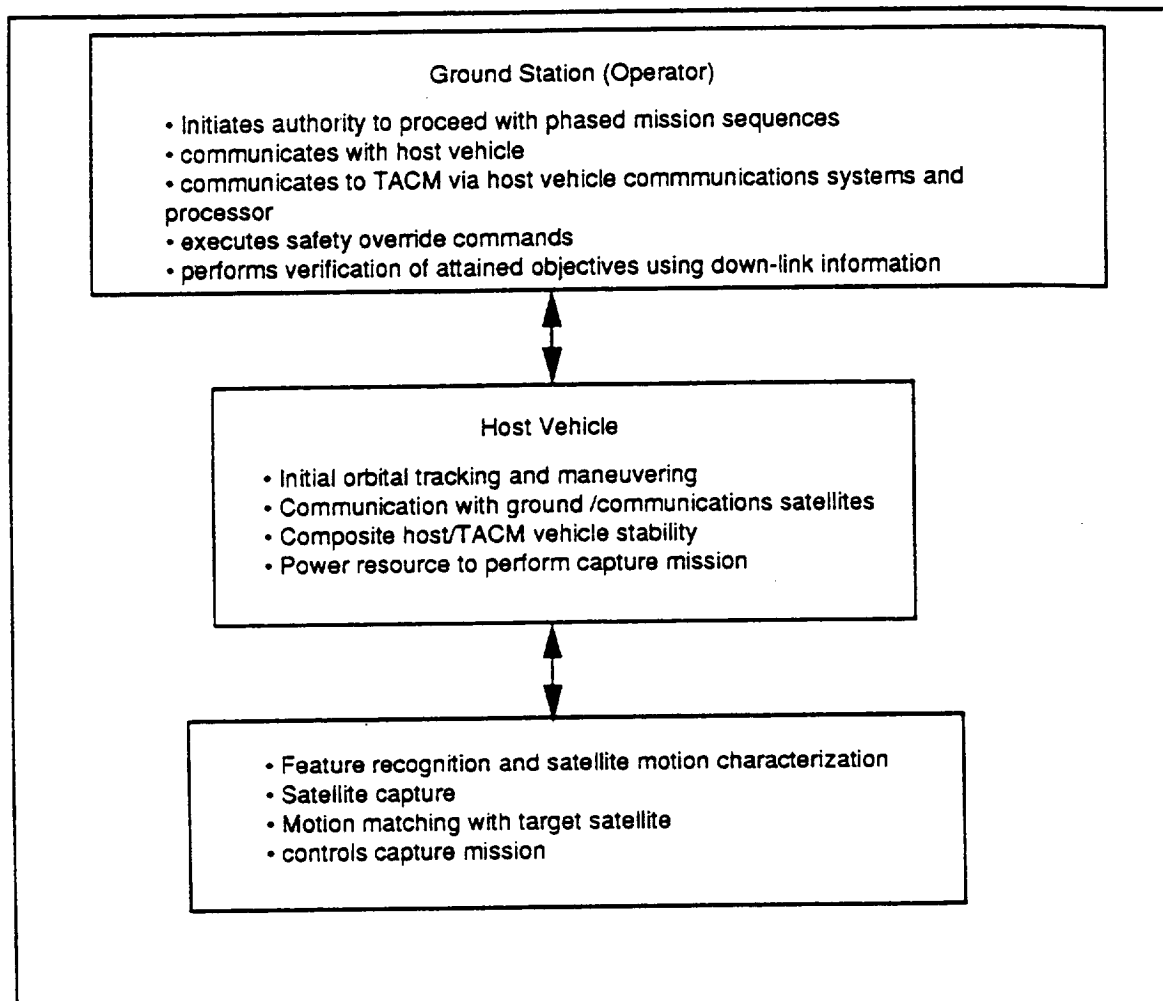 Ground Station (Operator)
• Initiates authority to proceed with phased mission sequences
• communicates with host vehicle
• communicates to TACM via host vehicle commmunications systems and
processor
• executes safety override commands
• performs verification of attained objectives using down-link information
Host Vehicle
• Initial orbital tracking and maneuvering
• Communication with ground /communications satellites
• Composite host/TACM vehicle stability
• Power resource to perform capture mission
• Feature recognition and satellite motion characterization
• Satellite capture
• Motion matching with target satellite
• controls capture mission